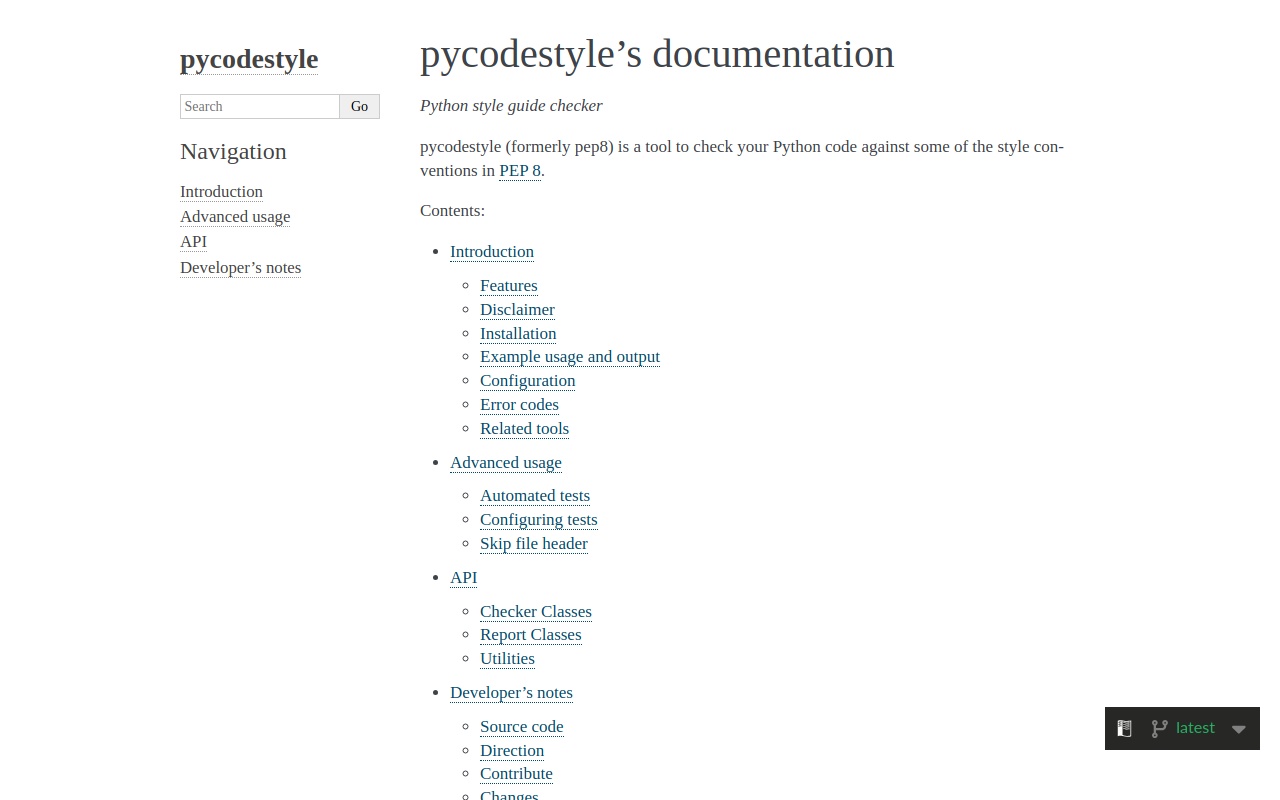 pycodestyle
Search
Go
Navigation
Introduction
Advanced usage
API
Developer’s notes
pycodestyle’s documentation
Python style guide checker
pycodestyle (formerly pep8) is a tool to check your Python code against some of the style con-
ventions in PEP 8.
Contents:
Introduction
Features
Disclaimer
Installation
Example usage and output
Configuration
Error codes
Related tools
Advanced usage
Automated tests
Configuring tests
Skip file header
API
Checker Classes
Report Classes
Utilities
Developer’s notes
Source code
Direction
Contribute
Changes
latest